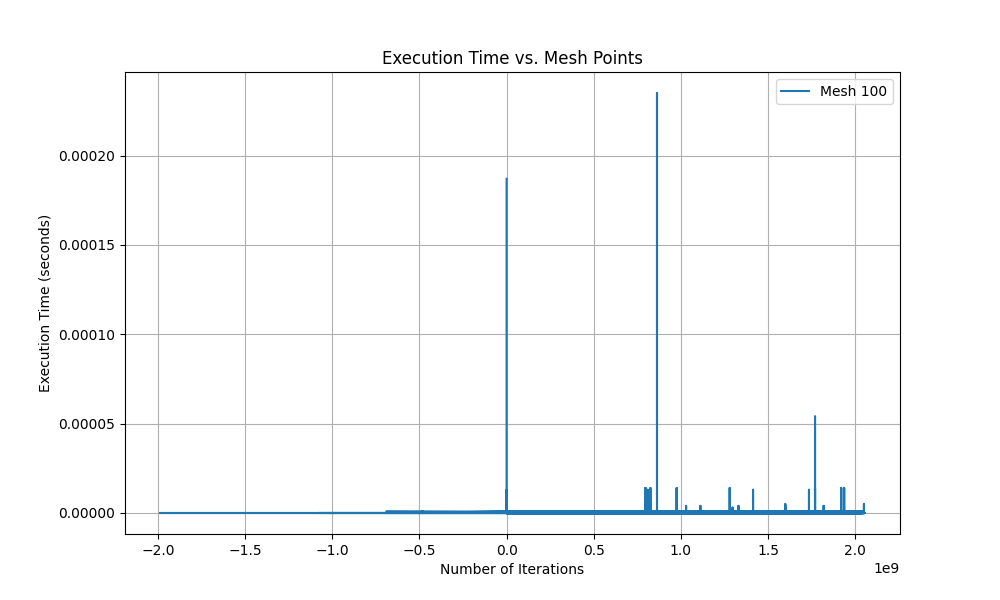 Execution Time vs. Mesh Points
Mesh 100
Execution Time (seconds)
0.00020
0.00015
0.00010
0.00005
0.00000
−2.0 −1.5 −1.0 −0.5 0.0 0.5 1.0 1.5 2.0
1e9
Number of Iterations